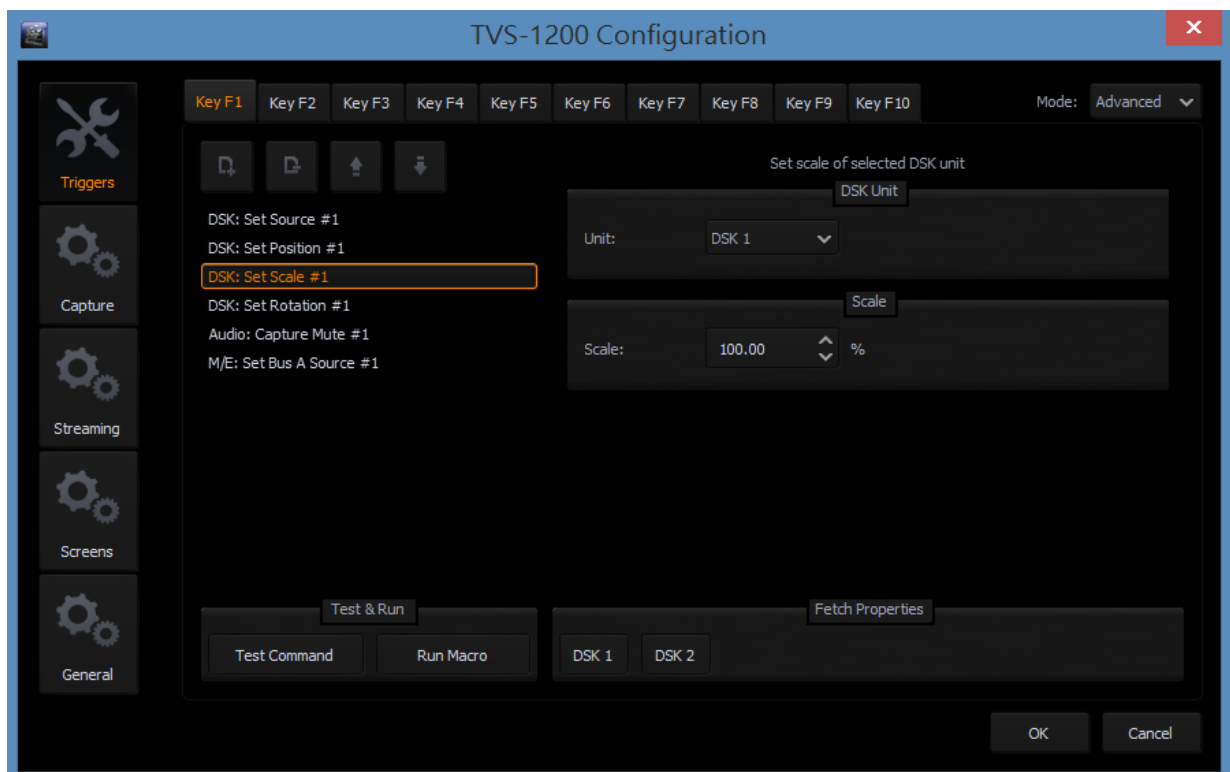 TVS-1200 Configuration
Key F1 Key F2 Key F3 Key F4 Key F5 Key F6 Key F7 Key F8 Key F9 Key F10 Mode: Advanced
Triggers
Capture
Streaming
Screens
General
DSK: Set Source #1
DSK: Set Position #1
DSK: Set Scale #1
DSK: Set Rotation #1
Audio: Capture Mute #1
M/E: Set Bus A Source #1
Set scale of selected DSK unit
DSK Unit
Unit: DSK 1
Scale
Scale: 100.00 %
Test & Run
Test Command Run Macro
Fetch Properties
DSK 1 DSK 2
OK Cancel